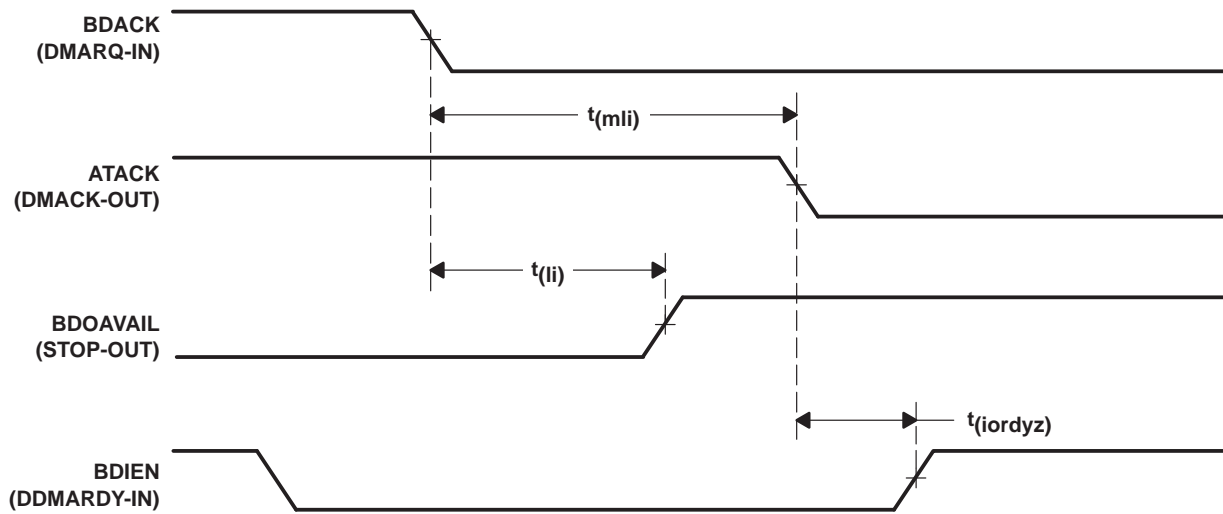 BDACK
(DMARQ-IN)
t(mli)
ATACK
(DMACK-OUT)
t(li)
BDOAVAIL
(STOP-OUT)
t(iordyz)
BDIEN
(DDMARDY-IN)